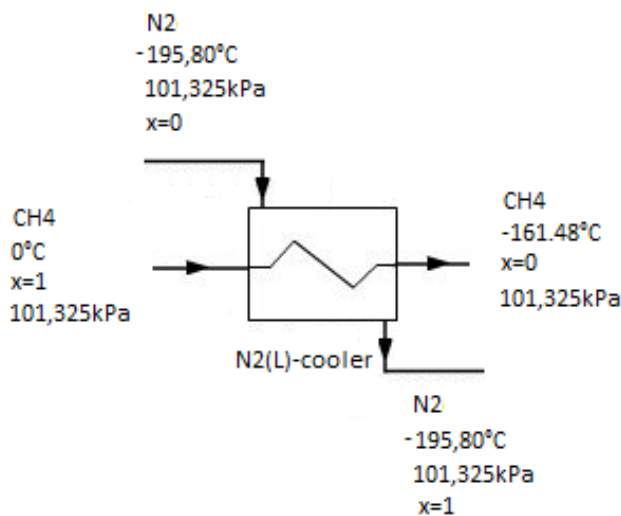 N2
-195,80°C
101,325kPa
x=0
CH4
0°C
x=1
101,325kPa
CH4
-161.48°C
x=0
101,325kPa
N2(L)-cooler
N2
-195,80°C
101,325kPa
x=1